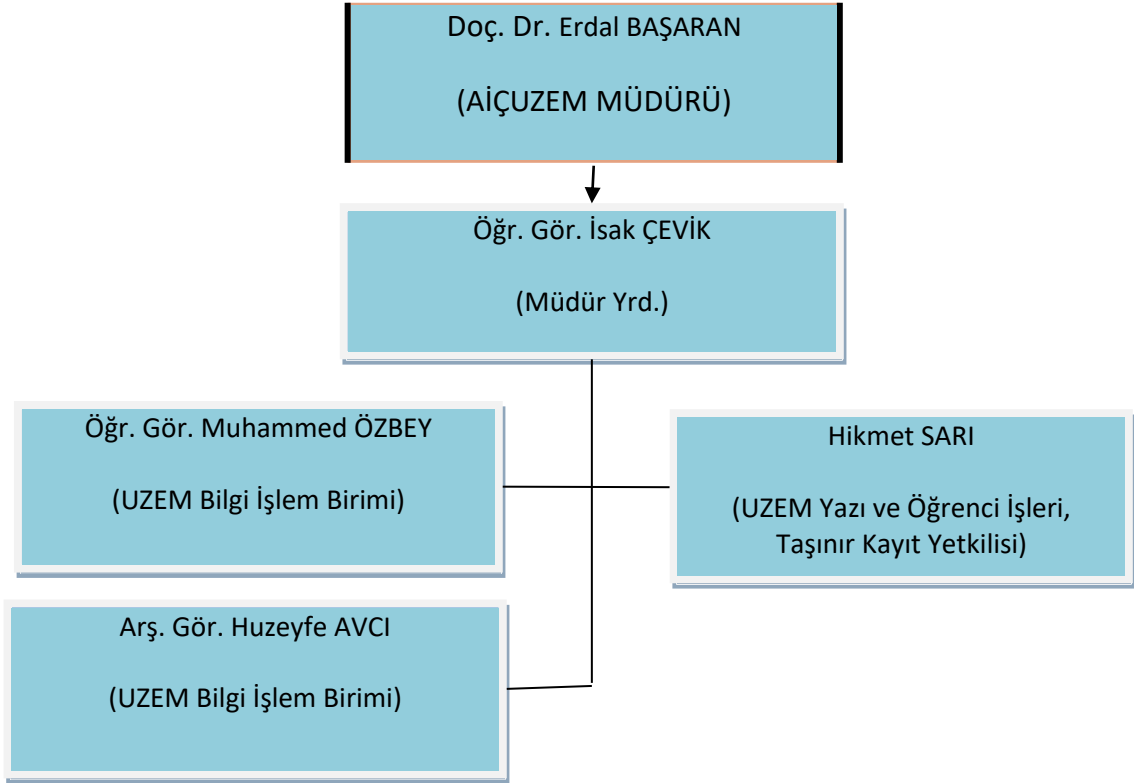 Doç. Dr. Erdal BAŞARAN
(AİÇUZEM MÜDÜRÜ)
Öğr. Gör. İsak ÇEVİK
(Müdür Yrd.)
Öğr. Gör. Muhammed ÖZBEY
(UZEM Bilgi İşlem Birimi)
Hikmet SARI
(UZEM Yazı ve Öğrenci İşleri,
Taşınır Kayıt Yetkilisi)
Arş. Gör. Huzeyfe AVCI
(UZEM Bilgi İşlem Birimi)